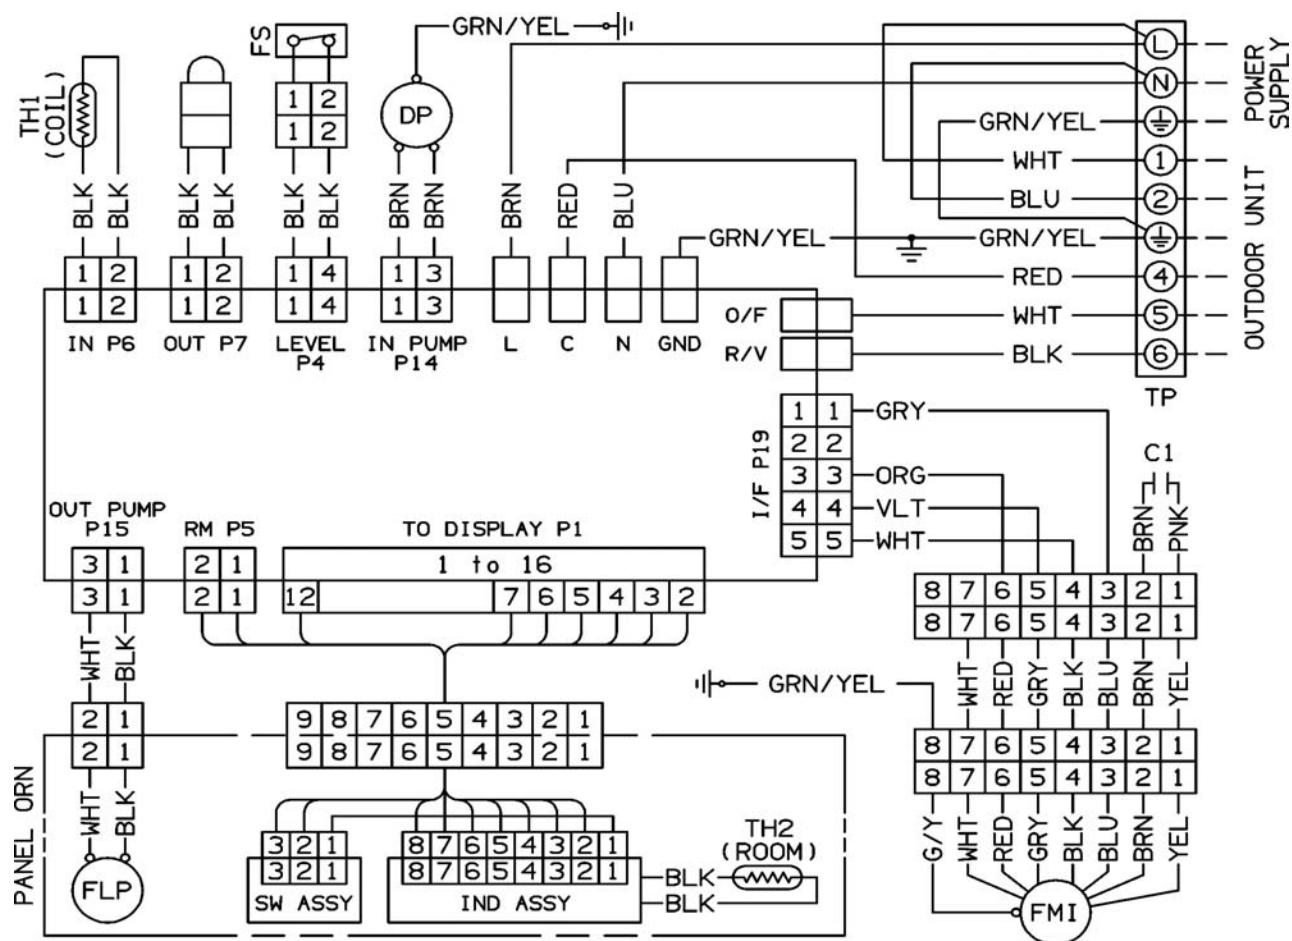 FS
GRN/YEL
L
POWER SUPPLY
TH1 (COIL)
1 2
1 2
DP
N
GRN/YEL
WHT
1
BLK BLK BLK BLK BLK BLK BRN BRN BRN RED BLU
BLU
2
OUTDOOR UNIT
GRN/YEL
GRN/YEL
1 2 1 2 1 4 1 3
RED
4
1 2 1 2 1 4 1 3
O/F
WHT
5
IN P6 OUT P7 LEVEL P4 IN PUMP P14 L C N GND
R/V
BLK
6
TP
1 1 GRY
2 2
I/F P19
C1
3 3 ORG
4 4 VLT
5 5 WHT
BRN PNK
OUT PUMP P15
RM P5
TO DISPLAY P1
3 1 2 1 1 to 16
3 1 2 1 12 7 6 5 4 3 2
8 7 6 5 4 3 2 1
8 7 6 5 4 3 2 1
WHT BLK
WHT RED GRY BLK BLU BRN YEL
GRN/YEL
2 1 9 8 7 6 5 4 3 2 1
2 1 9 8 7 6 5 4 3 2 1
8 7 6 5 4 3 2 1
8 7 6 5 4 3 2 1
PANEL ORN
WHT BLK
G/Y WHT RED GRY BLK BLU BRN YEL
3 2 1 8 7 6 5 4 3 2 1
3 2 1 8 7 6 5 4 3 2 1
TH2
(ROOM)
BLK
BLK
FLP
SW ASSY
IND ASSY
FMI